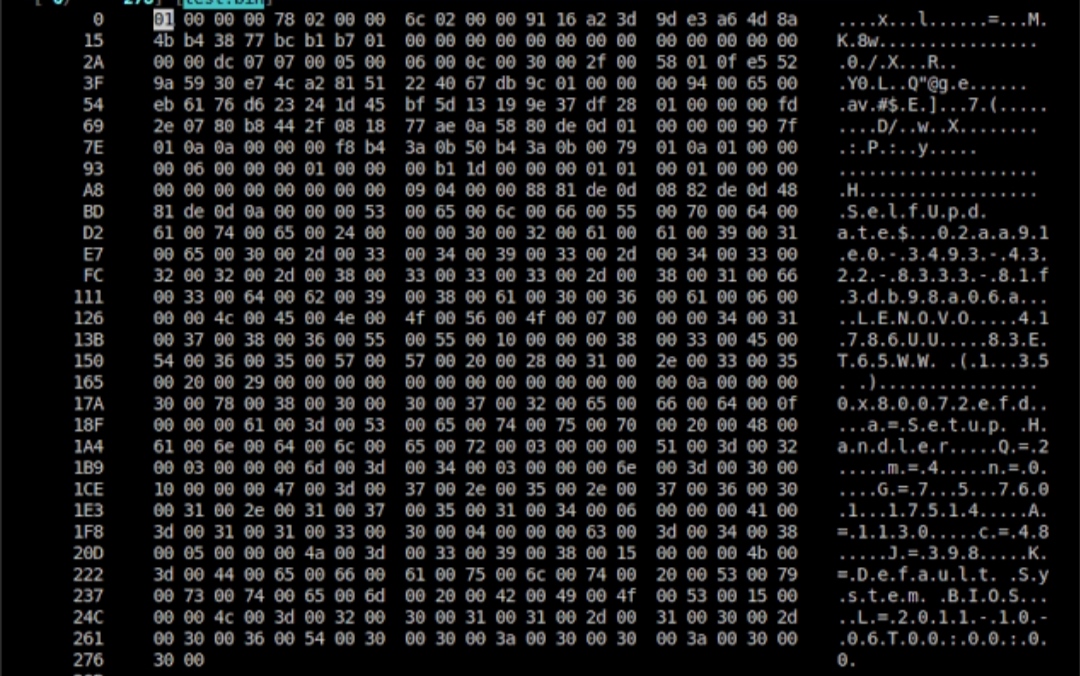 0 01 00 00 00 78 02 00 00 6c 02 00 00 91 16 a2 3d 9d e3 a6 4d 8a ....x...l......=...M.
15 4b b4 38 77 bc b1 b7 01 00 00 00 00 00 00 00 00 00 00 00 00 00 K.8w................
2A 00 00 dc 07 07 00 05 00 06 00 0c 00 30 00 2f 00 58 01 0f e5 52 .0./.X...R..
3F 9a 59 30 e7 4c a2 81 51 22 40 67 db 9c 01 00 00 00 94 00 65 00 .Y0.L..Q"@g.e......
54 eb 61 76 d6 23 24 1d 45 bf 5d 13 19 9e 37 df 28 01 00 00 00 fd .av.#$.E.]...7.(.....
69 2e 07 80 b8 44 2f 08 18 77 ae 0a 58 80 de 0d 01 00 00 00 90 7f ....D/..w..X........
7E 01 0a 0a 00 00 00 f8 b4 3a 0b 50 b4 3a 0b 00 79 01 0a 01 00 00 .:.P.:..y.....
93 00 06 00 00 00 01 00 00 00 b1 1d 00 00 00 01 01 00 01 00 00 00 .....................
A8 00 00 00 00 00 00 00 00 09 04 00 00 88 81 de 0d 08 82 de 0d 48 .H...................
BD 81 de 0d 0a 00 00 00 53 00 65 00 6c 00 66 00 55 00 70 00 64 00 .S.e.l.f.U.p.d.
D2 61 00 74 00 65 00 24 00 00 00 30 00 32 00 61 00 61 00 39 00 31 a.t.e.$...0.2.a.a.9.1
E7 00 65 00 30 00 2d 00 33 00 34 00 39 00 33 00 2d 00 34 00 33 00 .e.0.-.3.4.9.3.-.4.3.
FC 32 00 32 00 2d 00 38 00 33 00 33 00 33 00 2d 00 38 00 31 00 66 2.2.-.8.3.3.3.-.8.1.f
111 00 33 00 64 00 62 00 39 00 38 00 61 00 30 00 36 00 61 00 06 00 .3.d.b.9.8.a.0.6.a...
126 00 00 4c 00 45 00 4e 00 4f 00 56 00 4f 00 07 00 00 00 34 00 31 ..L.E.N.O.V.O.....4.1
13B 00 37 00 38 00 36 00 55 00 55 00 10 00 00 00 38 00 33 00 45 00 .7.8.6.U.U.....8.3.E.
150 54 00 36 00 35 00 57 00 57 00 20 00 28 00 31 00 2e 00 33 00 35 T.6.5.W.W. .(.1...3.5
165 00 20 00 29 00 00 00 00 00 00 00 00 00 00 00 00 00 0a 00 00 00 . .)................
17A 30 00 78 00 38 00 30 00 30 00 37 00 32 00 65 00 66 00 64 00 0f 0.x.8.0.0.7.2.e.f.d..
18F 00 00 00 61 00 3d 00 53 00 65 00 74 00 75 00 70 00 20 00 48 00 ...a.=.S.e.t.u.p. .H.
1A4 61 00 6e 00 64 00 6c 00 65 00 72 00 03 00 00 00 51 00 3d 00 32 a.n.d.l.e.r.....Q.=.2
1B9 00 03 00 00 00 6d 00 3d 00 34 00 03 00 00 00 6e 00 3d 00 30 00 .....m.=.4.....n.=.0.
1CE 10 00 00 00 47 00 3d 00 37 00 2e 00 35 00 2e 00 37 00 36 00 30 ....G.=.7...5...7.6.0
1E3 00 31 00 2e 00 31 00 37 00 35 00 31 00 34 00 06 00 00 00 41 00 .1...1.7.5.1.4.....A.
1F8 3d 00 31 00 31 00 33 00 30 00 04 00 00 00 63 00 3d 00 34 00 38 =.1.1.3.0.....c.=.4.8
20D 00 05 00 00 00 4a 00 3d 00 33 00 39 00 38 00 15 00 00 00 4b 00 .....J.=.3.9.8.....K.
222 3d 00 44 00 65 00 66 00 61 00 75 00 6c 00 74 00 20 00 53 00 79 =.D.e.f.a.u.l.t. .S.y
237 00 73 00 74 00 65 00 6d 00 20 00 42 00 49 00 4f 00 53 00 15 00 .s.t.e.m. .B.I.O.S...
24C 00 00 4c 00 3d 00 32 00 30 00 31 00 31 00 2d 00 31 00 30 00 2d ..L.=.2.0.1.1.-.1.0.-
261 00 30 00 36 00 54 00 30 00 30 00 3a 00 30 00 30 00 3a 00 30 00 .0.6.T.0.0.:.0.0.:.0.
276 30 00 0.